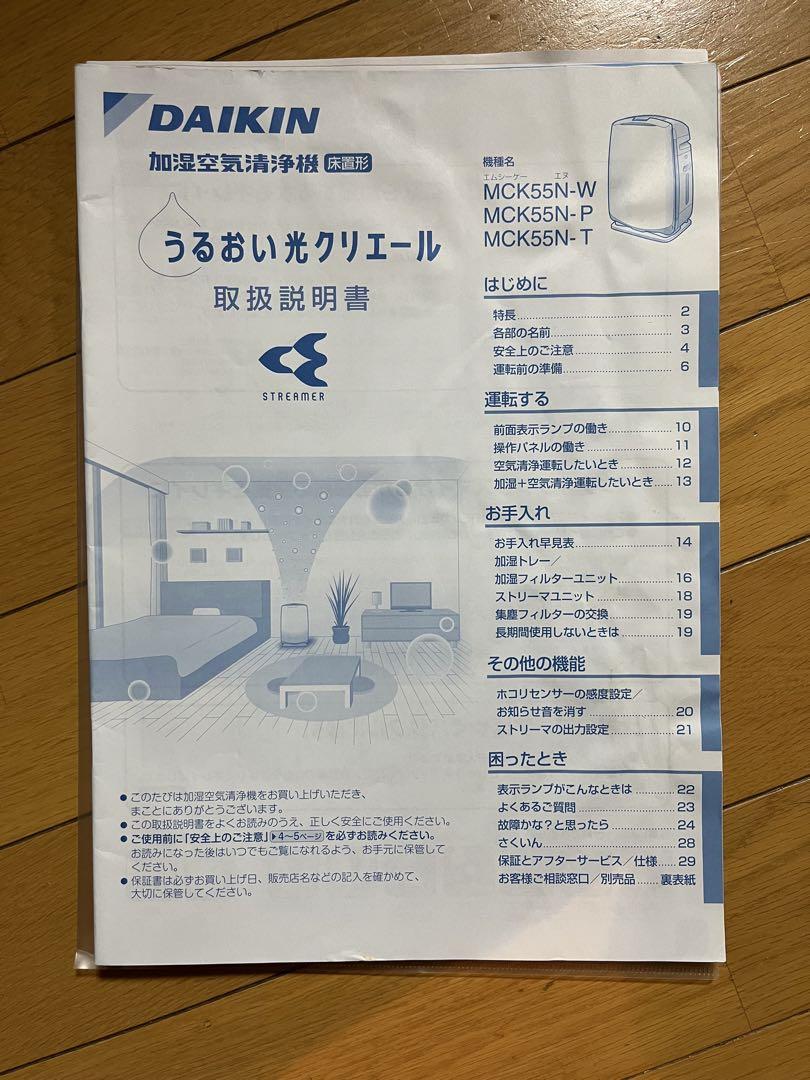 DAIKIN
加湿空気清浄機 床置形
うるおい光クリエール
取扱説明書
STREAMER
機種名
エムシーケー エヌ
MCK55N-W
MCK55N-P
MCK55N-T
はじめに
特長 2
各部の名前 3
安全上のご注意 4
運転前の準備 6
運転する
前面表示ランプの働き 10
操作パネルの働き 11
空気清浄運転したいとき 12
加湿+空気清浄運転したいとき 13
お手入れ
お手入れ早見表 14
加湿トレー/
加湿フィルターユニット 16
ストリーマユニット 18
集塵フィルターの交換 19
長期間使用しないときは 19
その他の機能
ホコリセンサーの感度設定/
お知らせ音を消す 20
ストリーマの出力設定 21
困ったとき
表示ランプがこんなときは 22
よくあるご質問 23
故障かな?と思ったら 24
さくいん 28
保証とアフターサービス/仕様 29
お客様ご相談窓口/別売品 裏表紙
● このたびは加湿空気清浄機をお買い上げいただき、
まことにありがとうございます。
● この取扱説明書をよくお読みのうえ、正しく安全にご使用ください。
● ご使用前に「安全上のご注意」▶4〜5ページ を必ずお読みください。
お読みになった後はいつでもご覧になれるよう、お手元に保管して
ください。
● 保証書は必ずお買い上げ日、販売店名などの記入を確かめて、
大切に保管してください。